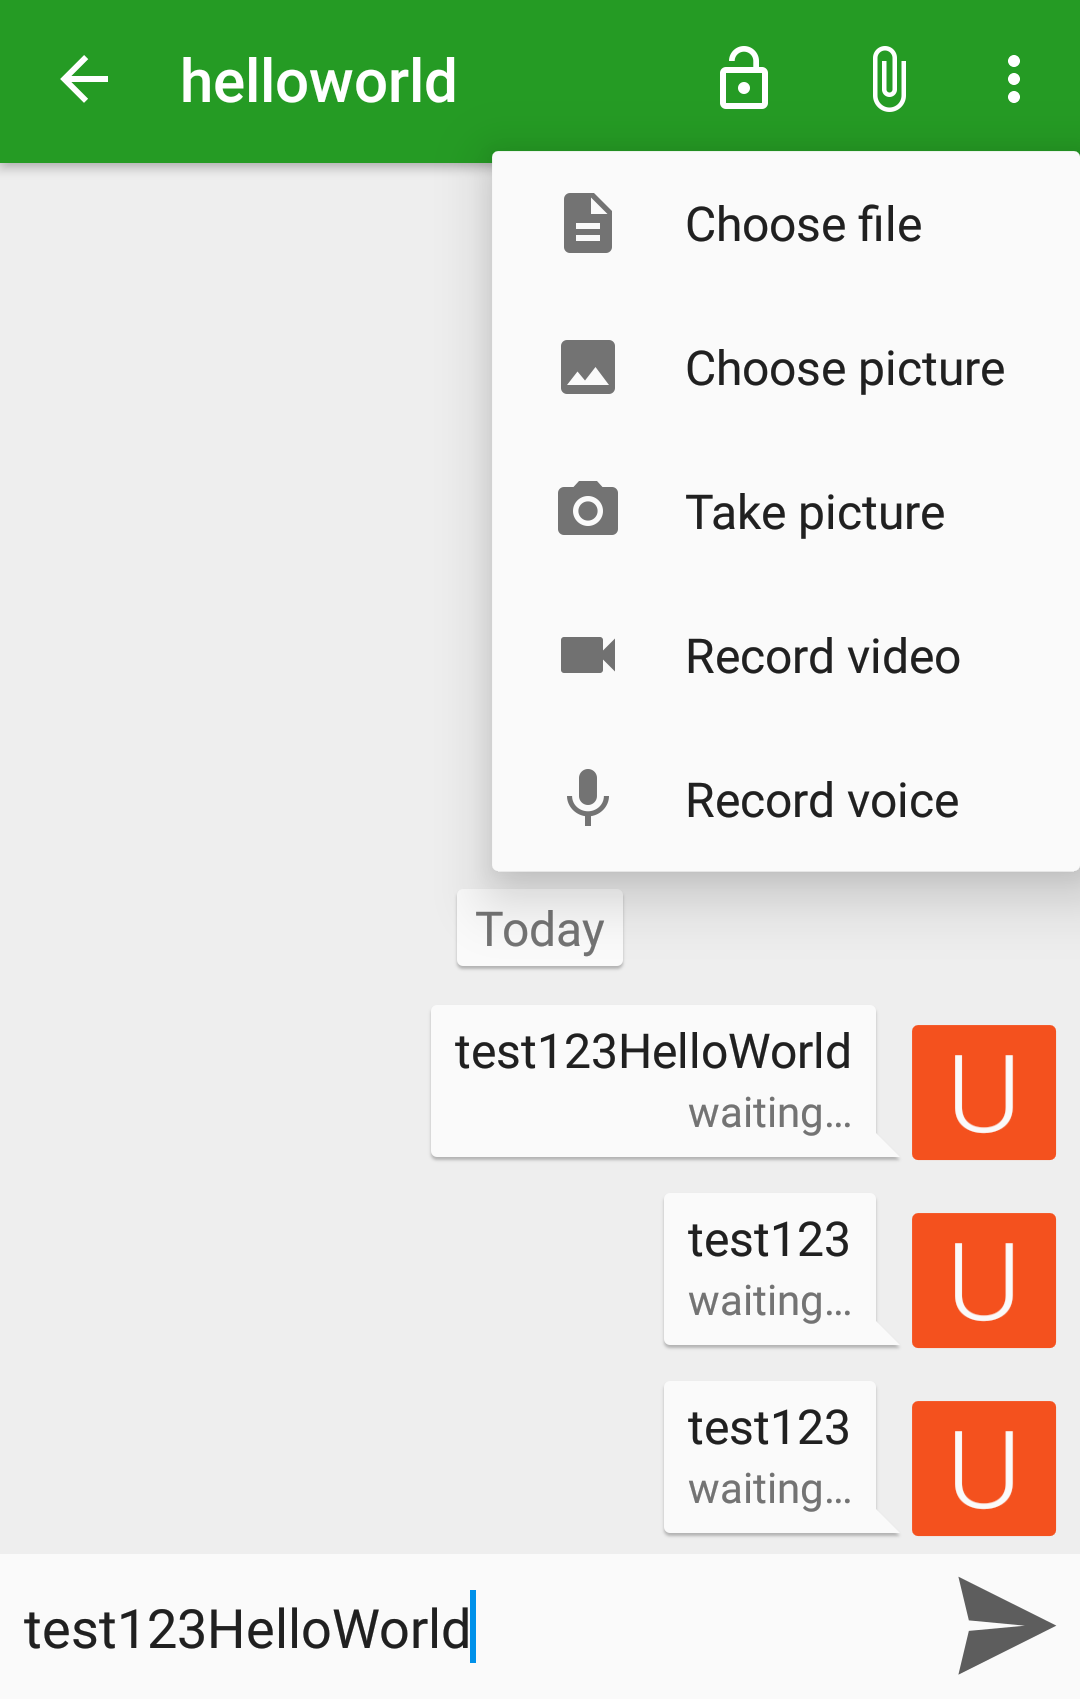 helloworld
Choose file
Choose picture
Take picture
Record video
Record voice
Today
test123HelloWorld
waiting...
U
test123
waiting...
U
test123
waiting...
U
test123HelloWorld